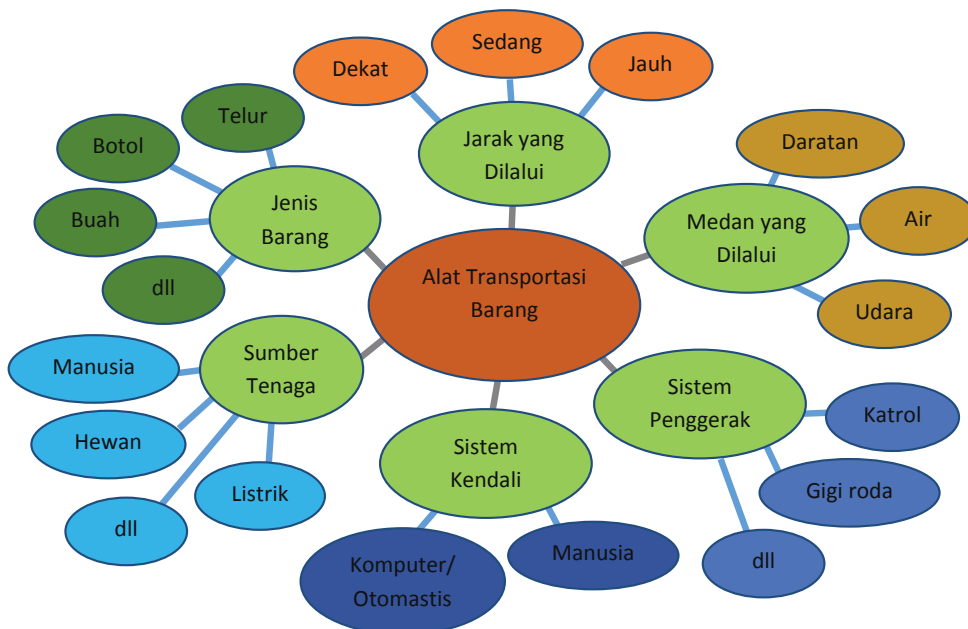 Sedang
Dekat
Jauh
Telur
Jarak yang
Dilalui
Daratan
Botol
Jenis
Barang
Buah
Medan yang
Dilalui
Air
dll
Alat Transportasi
Barang
Udara
Manusia
Sumber
Tenaga
Sistem
Penggerak
Katrol
Hewan
Sistem
Kendali
Listrik
Gigi roda
dll
Komputer/
Otomastis
Manusia
dll